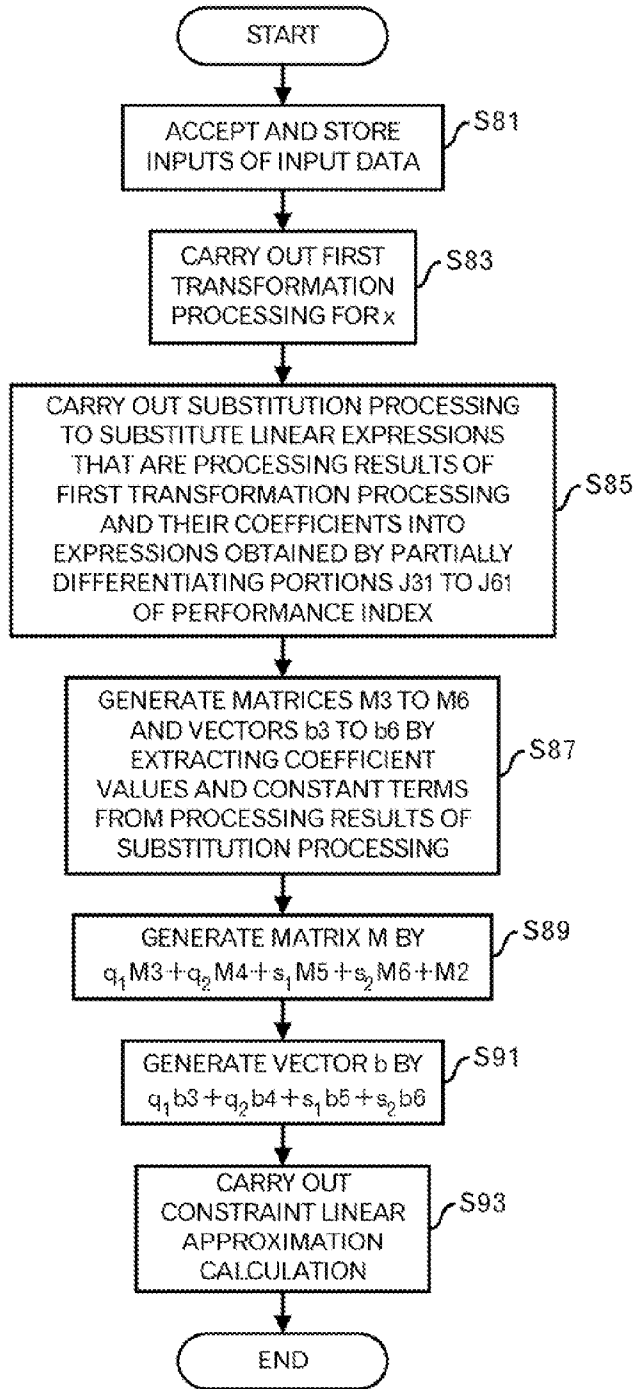 START
ACCEPT AND STORE
INPUTS OF INPUT DATA
S81
CARRY OUT FIRST
TRANSFORMATION
PROCESSING FOR x
S83
CARRY OUT SUBSTITUTION PROCESSING
TO SUBSTITUTE LINEAR EXPRESSIONS
THAT ARE PROCESSING RESULTS OF
FIRST TRANSFORMATION PROCESSING
AND THEIR COEFFICIENTS INTO
EXPRESSIONS OBTAINED BY PARTIALLY
DIFFERENTIATING PORTIONS J31 TO J61
OF PERFORMANCE INDEX
S85
GENERATE MATRICES M3 TO M6
AND VECTORS b3 TO b6 BY
EXTRACTING COEFFICIENT
VALUES AND CONSTANT TERMS
FROM PROCESSING RESULTS OF
SUBSTITUTION PROCESSING
S87
GENERATE MATRIX M BY
q₁M3+q₂M4+s₁M5+s₂M6+M2
S89
GENERATE VECTOR b BY
q₁b3+q₂b4+s₁b5+s₂b6
S91
CARRY OUT
CONSTRAINT LINEAR
APPROXIMATION
CALCULATION
S93
END